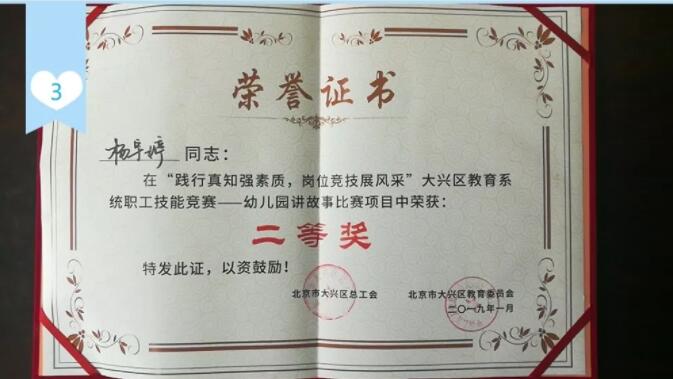 3
荣誉证书
杨早婷 同志：
在“践行真知强素质，岗位竞技展风采”大兴区教育系
统职工技能竞赛——幼儿园讲故事比赛项目中荣获：
二等奖
特发此证，以资鼓励！
北京市大兴区总工会 北京市大兴区教育委员会
二〇一九年一月